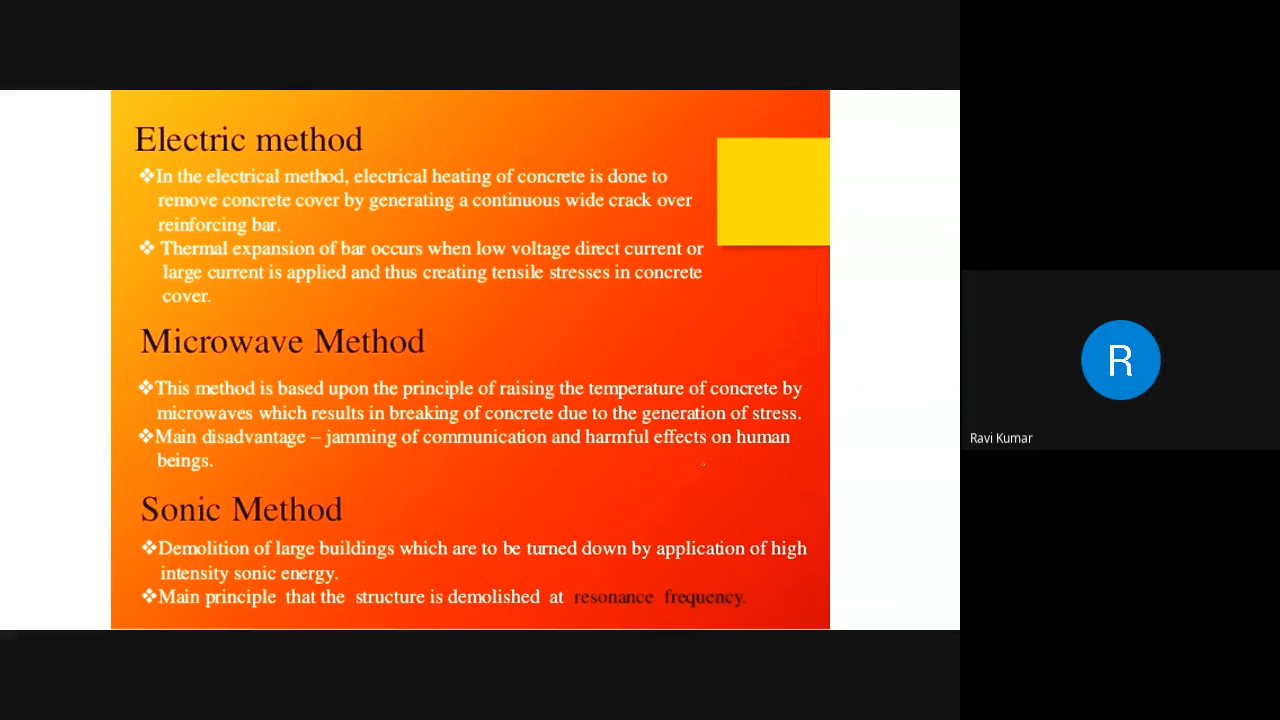 Electric method
❖In the electrical method, electrical heating of concrete is done to
remove concrete cover by generating a continuous wide crack over
reinforcing bar.
❖ Thermal expansion of bar occurs when low voltage direct current or
large current is applied and thus creating tensile stresses in concrete
cover.
Microwave Method
❖This method is based upon the principle of raising the temperature of concrete by
microwaves which results in breaking of concrete due to the generation of stress.
❖Main disadvantage – jamming of communication and harmful effects on human
beings.
Sonic Method
❖Demolition of large buildings which are to be turned down by application of high
intensity sonic energy.
❖Main principle that the structure is demolished at resonance frequency.
R
Ravi Kumar